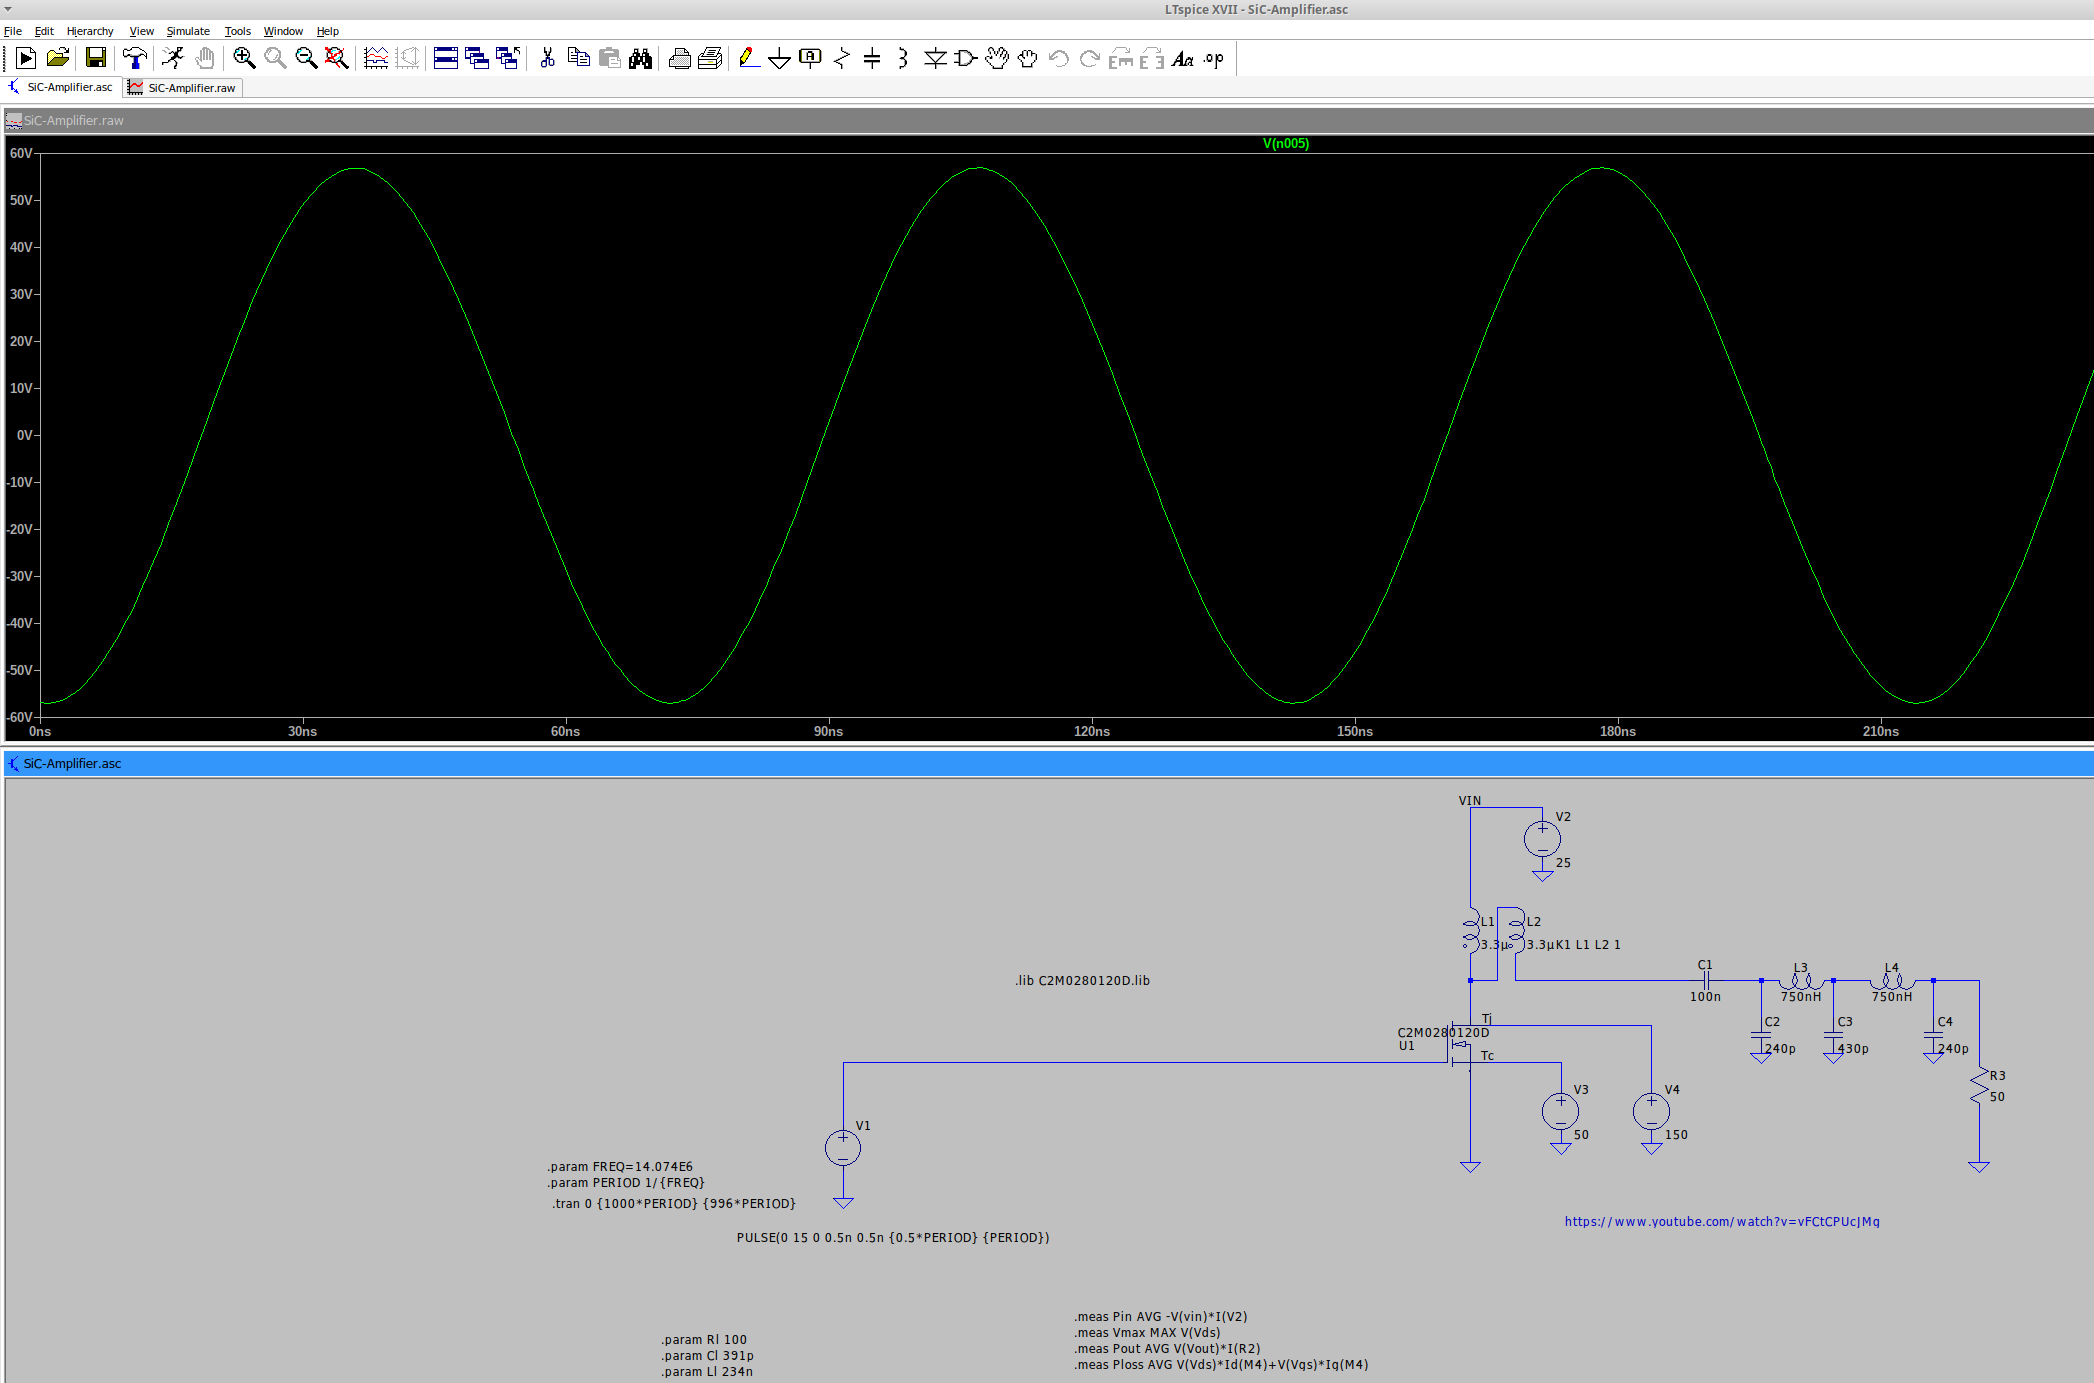 LTspice XVII - SiC-Amplifier.asc
File Edit Hierarchy View Simulate Tools Window Help
SiC-Amplifier.asc SiC-Amplifier.raw
SiC-Amplifier.raw
V(n005)
60V
50V
40V
30V
20V
10V
0V
-10V
-20V
-30V
-40V
-50V
-60V
0ns 30ns 60ns 90ns 120ns 150ns 180ns 210ns
SiC-Amplifier.asc
VIN
V2
25
L1
3.3µ
L2
3.3µ
K1 L1 L2 1
.lib C2M0280120D.lib
C1
100n
L3
750nH
L4
750nH
C2
240p
C3
430p
C4
240p
Tj
C2M0280120D
U1
Tc
V3
50
V4
150
R3
50
V1
.param FREQ=14.074E6
.param PERIOD 1/{FREQ}
.tran 0 {1000*PERIOD} {996*PERIOD}
PULSE(0 15 0 0.5n 0.5n {0.5*PERIOD} {PERIOD})
https://www.youtube.com/watch?v=vFCtCPUcJMg
.meas Pin AVG -V(vin)*I(V2)
.meas Vmax MAX V(Vds)
.meas Pout AVG V(Vout)*I(R2)
.meas Ploss AVG V(Vds)*Id(M4)+V(Vgs)*Ig(M4)
.param Rl 100
.param Cl 391p
.param Ll 234n